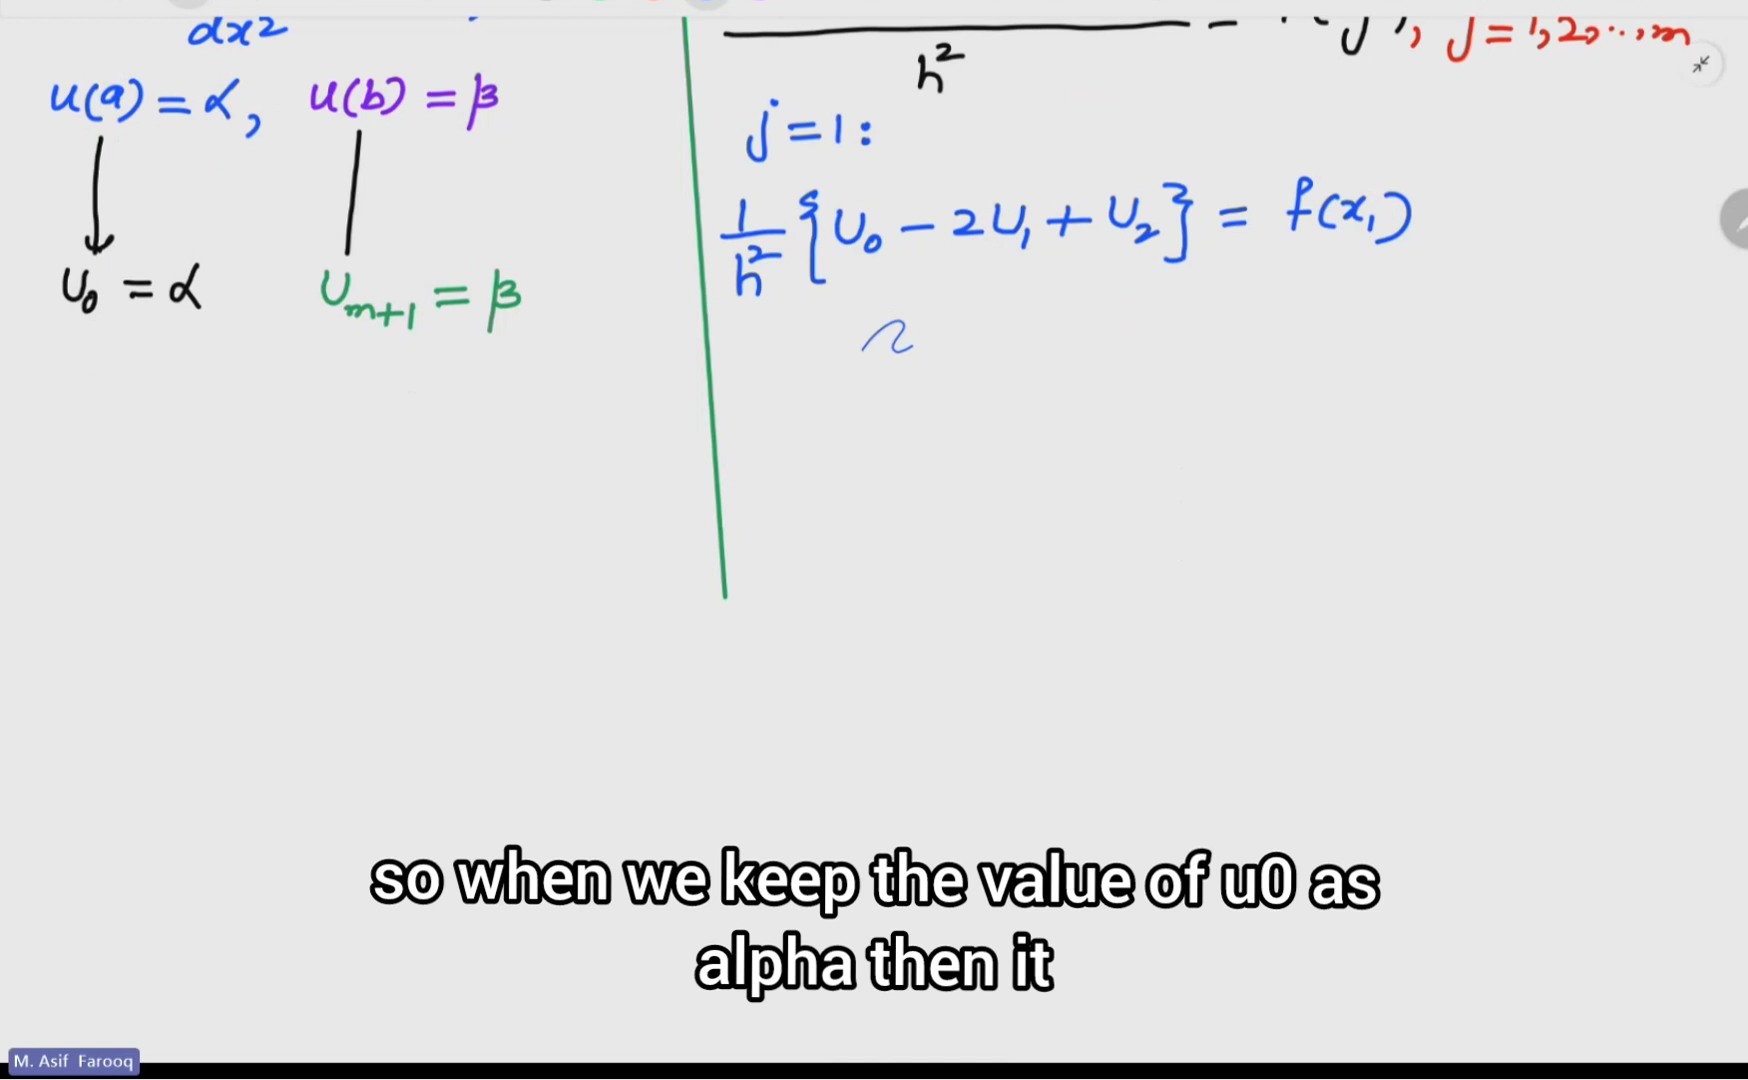 dx2
h² = , j = 1, 2, .., m
u(a) = α, u(b) = β
j = 1 :
1/h² { U₀ - 2U₁ + U₂ } = f(x₁)
U₀ = α U_{m+1} = β
so when we keep the value of u0 as
alpha then it
M. Asif Farooq